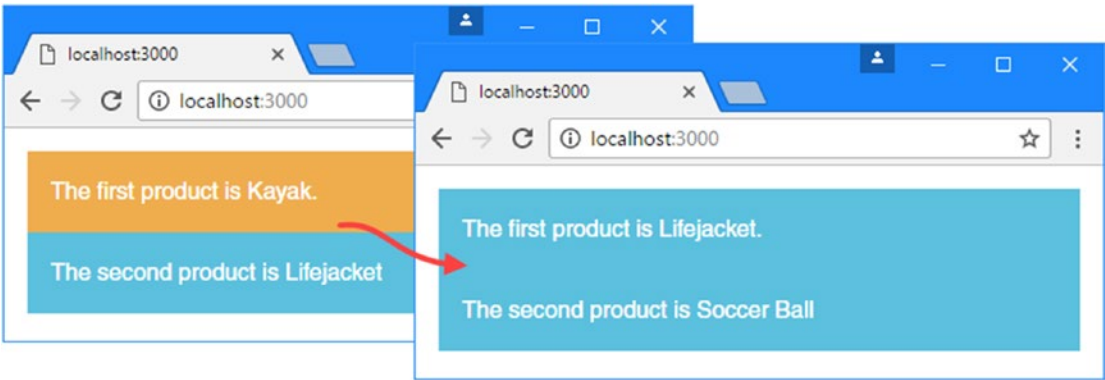 localhost:3000
localhost:3000
The first product is Kayak.
The second product is Lifejacket
localhost:3000
localhost:3000
The first product is Lifejacket.
The second product is Soccer Ball